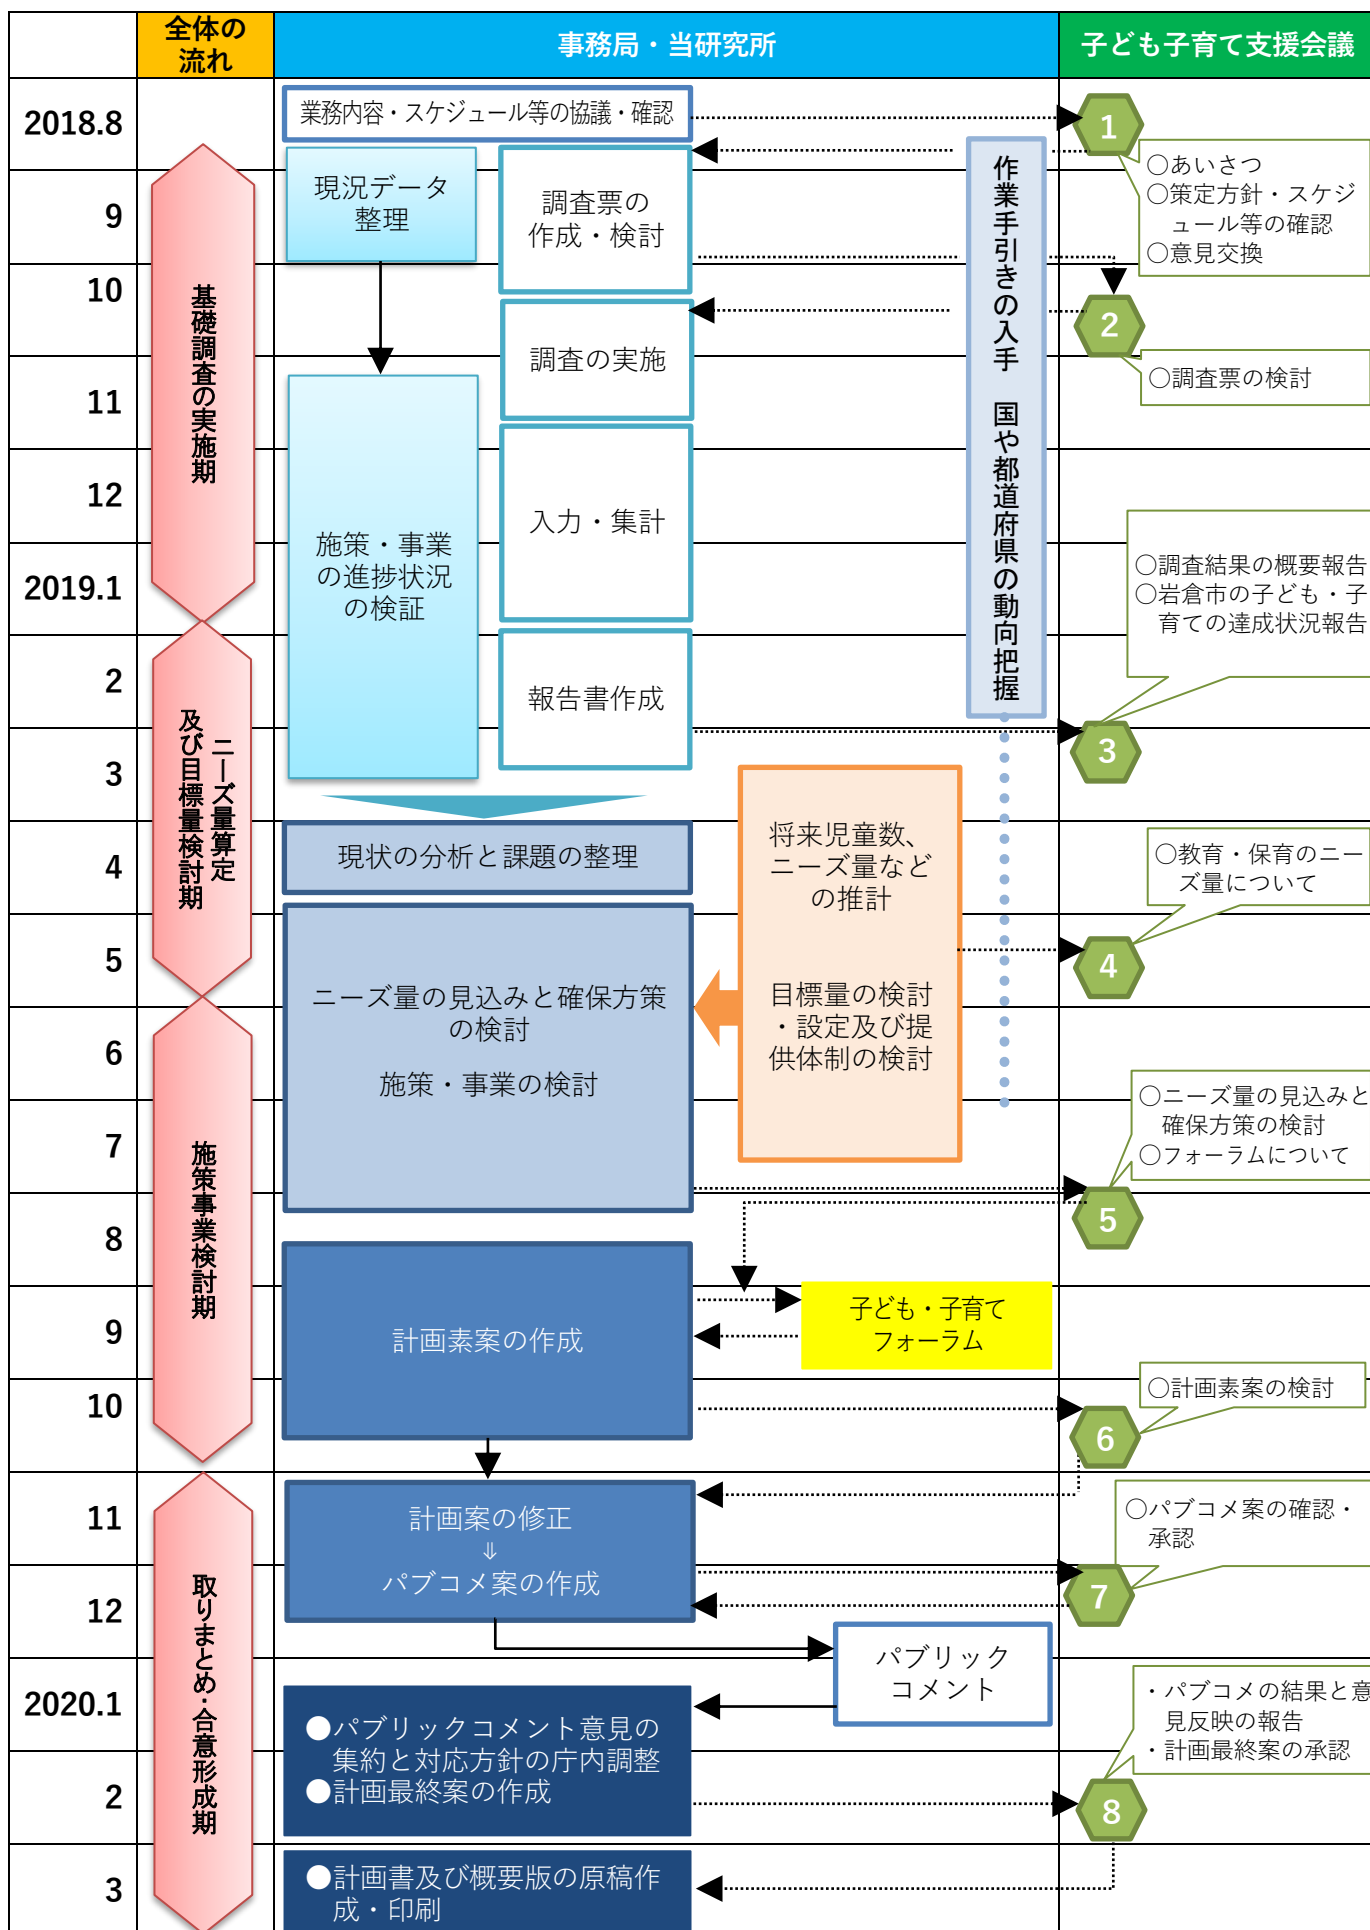 全体の
流れ
事務局・当研究所
子ども子育て支援会議
2018.8
9
10
11
12
2019.1
2
3
4
5
6
7
8
9
10
11
12
2020.1
2
3
基礎調査の実施期
ニーズ量算定
及び目標量検討期
施策事業検討期
取りまとめ・合意形成期
業務内容・スケジュール等の協議・確認
現況データ
整理
調査票の
作成・検討
調査の実施
入力・集計
施策・事業
の進捗状況
の検証
報告書作成
作業手引きの入手　国や都道府県の動向把握
現状の分析と課題の整理
将来児童数、
ニーズ量など
の推計
目標量の検討
・設定及び提
供体制の検討
ニーズ量の見込みと確保方策
の検討
施策・事業の検討
計画素案の作成
子ども・子育て
フォーラム
計画案の修正
⇓
パブコメ案の作成
パブリック
コメント
●パブリックコメント意見の
集約と対応方針の庁内調整
●計画最終案の作成
●計画書及び概要版の原稿作
成・印刷
1
○あいさつ
○策定方針・スケジ
ュール等の確認
○意見交換
2
○調査票の検討
○調査結果の概要報告
○岩倉市の子ども・子
育ての達成状況報告
3
○教育・保育のニー
ズ量について
4
○ニーズ量の見込みと
確保方策の検討
○フォーラムについて
5
○計画素案の検討
6
○パブコメ案の確認・
承認
7
・パブコメの結果と意
見反映の報告
・計画最終案の承認
8